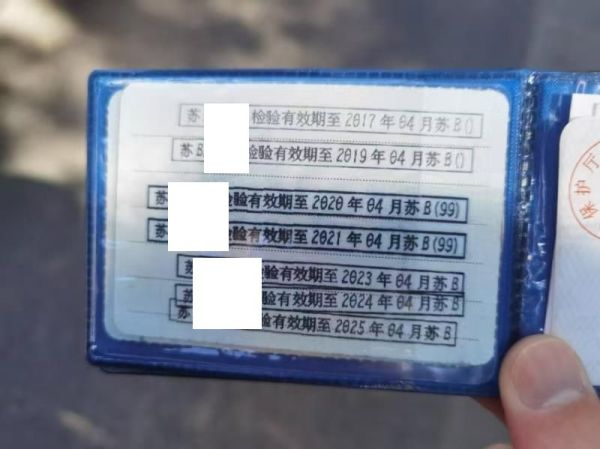 苏 检验有效期至2017年04月苏B()
苏B 检验有效期至2019年04月苏B()
苏 检验有效期至2020年04月苏B(99)
苏 检验有效期至2021年04月苏B(99)
苏 验有效期至2023年04月苏B
苏 验有效期至2024年04月苏B
苏 验有效期至2025年04月苏B
保护厅